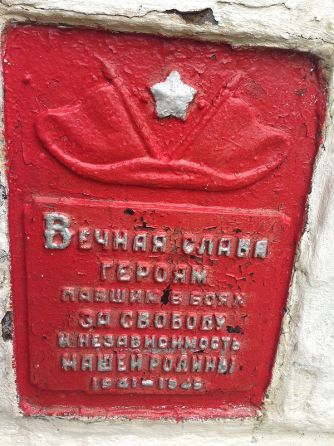 Вечная слава
героям
павшим в боях
за свободу
и независимость
нашей Родины
1941-1945